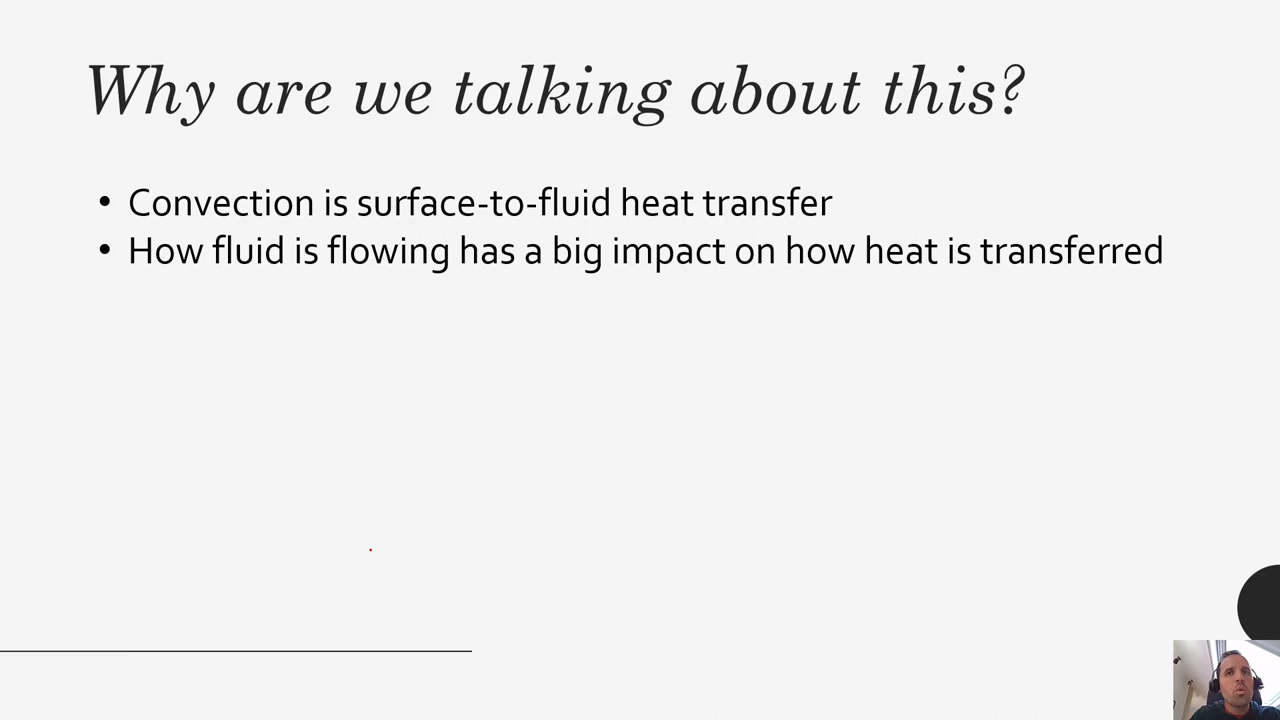 Why are we talking about this?
• Convection is surface-to-fluid heat transfer
• How fluid is flowing has a big impact on how heat is transferred